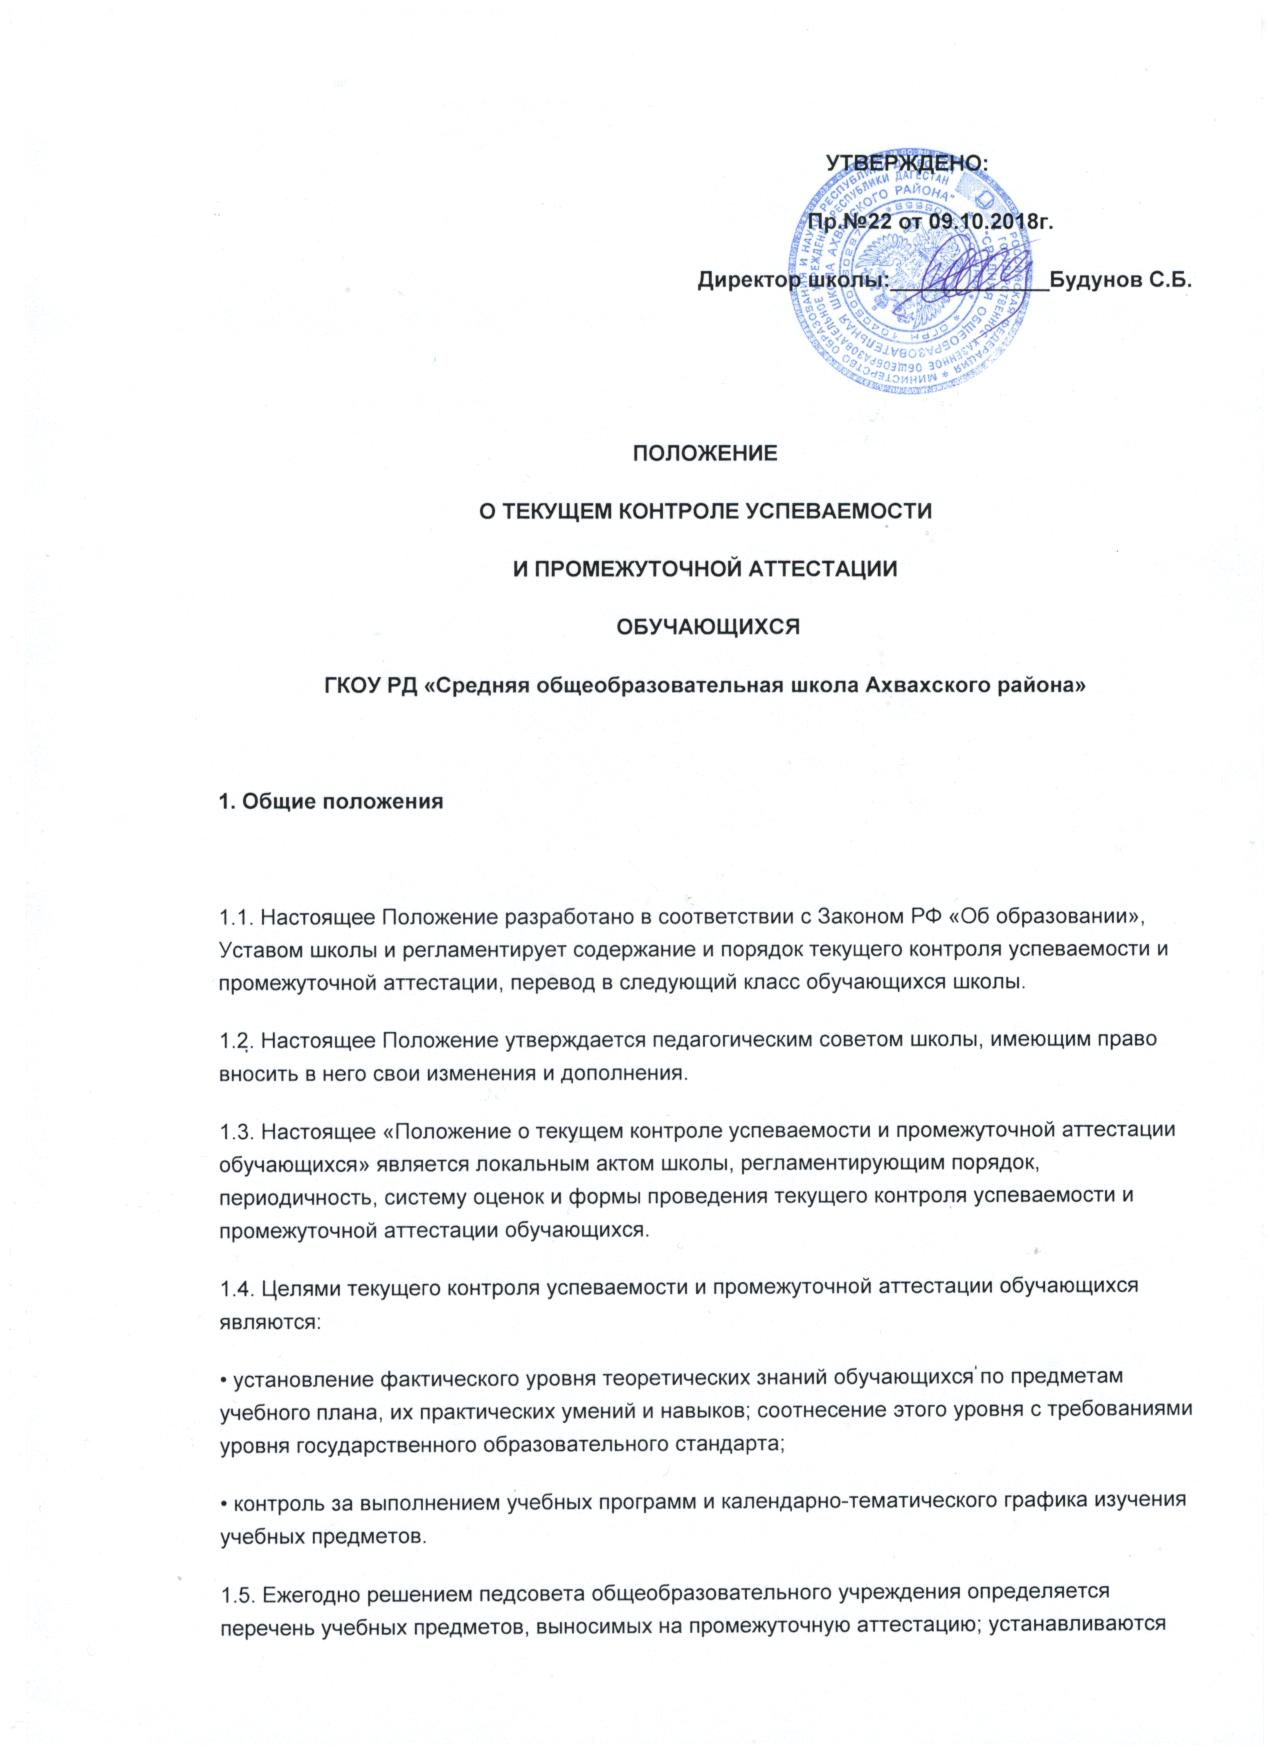 УТВЕРЖДЕНО:
Пр.№22 от 09.10.2018г.
Директор школы:_____________Будунов С.Б.
ПОЛОЖЕНИЕ
О ТЕКУЩЕМ КОНТРОЛЕ УСПЕВАЕМОСТИ
И ПРОМЕЖУТОЧНОЙ АТТЕСТАЦИИ
ОБУЧАЮЩИХСЯ
ГКОУ РД «Средняя общеобразовательная школа Ахвахского района»
1. Общие положения
1.1. Настоящее Положение разработано в соответствии с Законом РФ «Об образовании»,
Уставом школы и регламентирует содержание и порядок текущего контроля успеваемости и
промежуточной аттестации, перевод в следующий класс обучающихся школы.
1.2. Настоящее Положение утверждается педагогическим советом школы, имеющим право
вносить в него свои изменения и дополнения.
1.3. Настоящее «Положение о текущем контроле успеваемости и промежуточной аттестации
обучающихся» является локальным актом школы, регламентирующим порядок,
периодичность, систему оценок и формы проведения текущего контроля успеваемости и
промежуточной аттестации обучающихся.
1.4. Целями текущего контроля успеваемости и промежуточной аттестации обучающихся
являются:
• установление фактического уровня теоретических знаний обучающихся по предметам
учебного плана, их практических умений и навыков; соотнесение этого уровня с требованиями
уровня государственного образовательного стандарта;
• контроль за выполнением учебных программ и календарно-тематического графика изучения
учебных предметов.
1.5. Ежегодно решением педсовета общеобразовательного учреждения определяется
перечень учебных предметов, выносимых на промежуточную аттестацию; устанавливаются